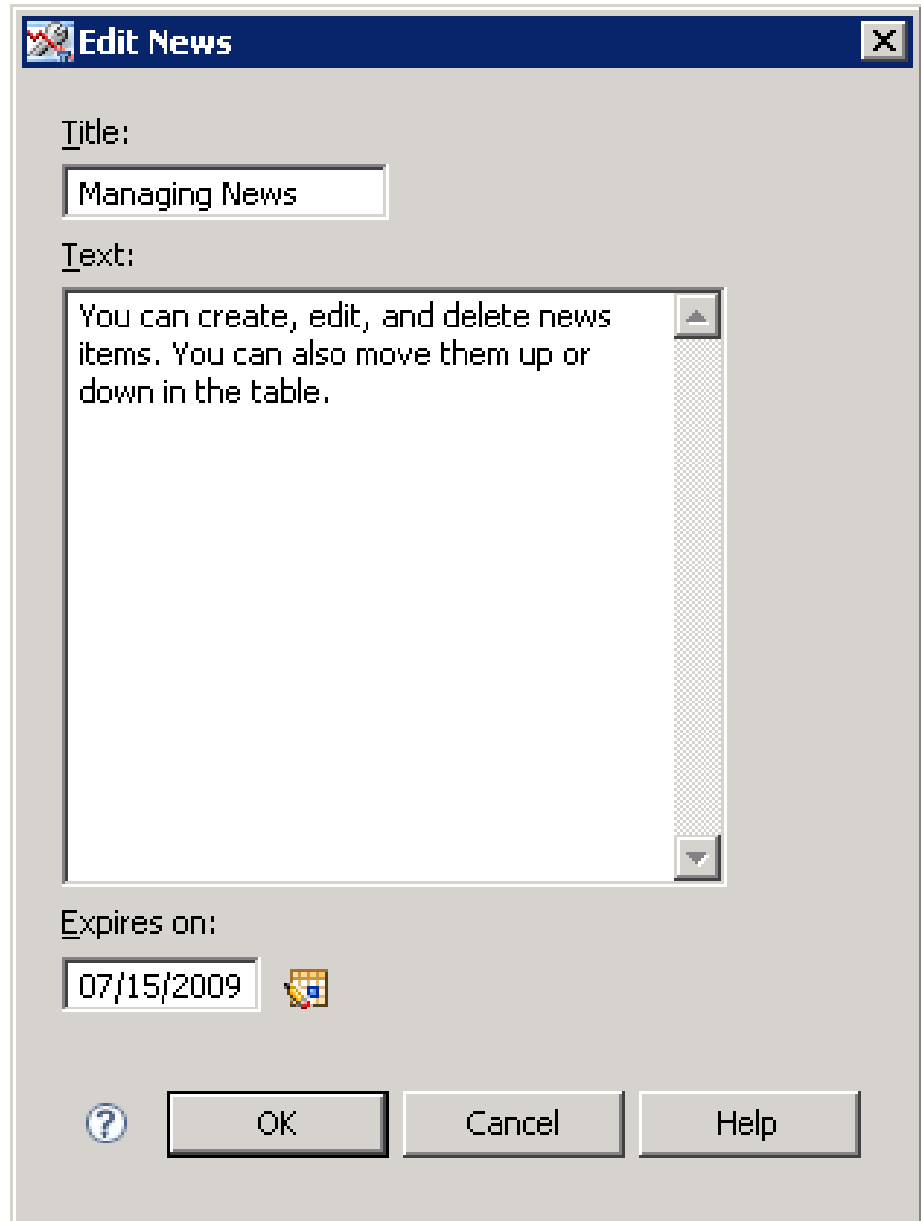 Edit News
Title:
Managing News
Text:
You can create, edit, and delete news
items. You can also move them up or
down in the table.
Expires on:
07/15/2009
OK Cancel Help